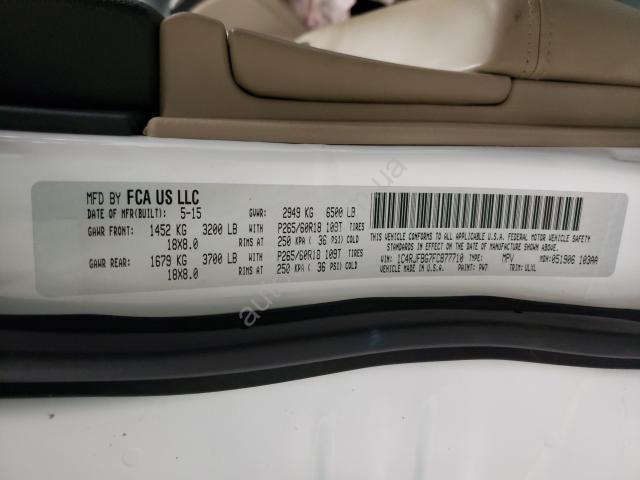 MFD BY FCA US LLC
DATE OF MFR(BUILT): 5-15 GVWR: 2949 KG 6500 LB
GAWR FRONT: 1452 KG 3200 LB WITH P265/60R18 109T TIRES
18X8.0 RIMS AT 250 KPA ( 36 PSI) COLD
GAWR REAR: 1679 KG 3700 LB WITH P265/60R18 109T TIRES
18X8.0 RIMS AT 250 KPA ( 36 PSI) COLD
THIS VEHICLE CONFORMS TO ALL APPLICABLE U.S.A. FEDERAL MOTOR VEHICLE SAFETY
STANDARDS IN EFFECT ON THE DATE OF MANUFACTURE SHOWN ABOVE.
VIN: 1C4RJFBG7FC877710 TYPE: MPV MDH: 051906 103AA
VEHICLE MADE IN U.S.A. PAINT: PW7 TRIM: ULXL